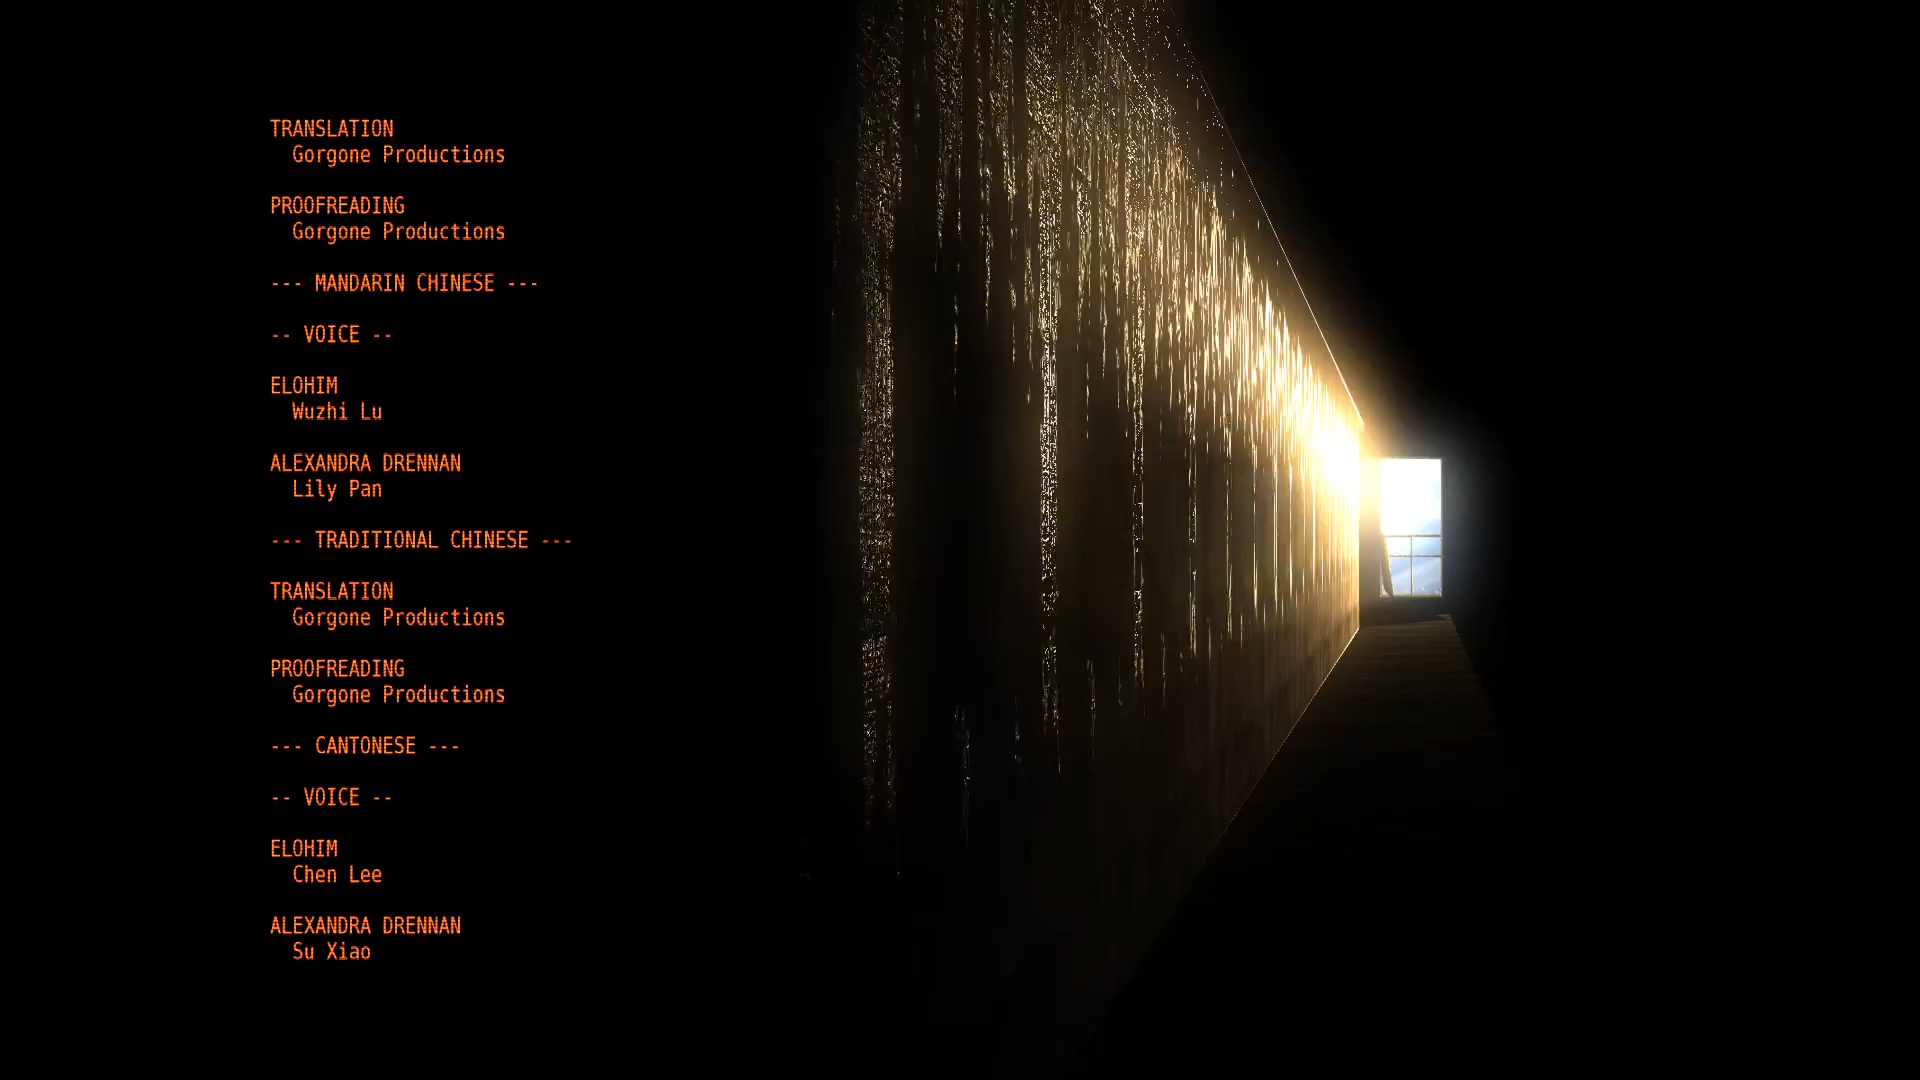 TRANSLATION
Gorgone Productions
PROOFREADING
Gorgone Productions
--- MANDARIN CHINESE ---
-- VOICE --
ELOHIM
Wuzhi Lu
ALEXANDRA DRENNAN
Lily Pan
--- TRADITIONAL CHINESE ---
TRANSLATION
Gorgone Productions
PROOFREADING
Gorgone Productions
--- CANTONESE ---
-- VOICE --
ELOHIM
Chen Lee
ALEXANDRA DRENNAN
Su Xiao